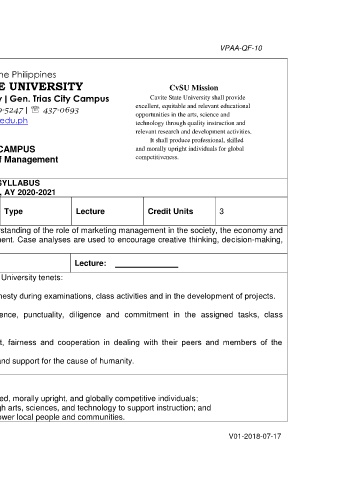 VPAA-QF-10
he Philippines
E UNIVERSITY
y | Gen. Trias City Campus
9-5247 | ☏ 437-0693
edu.ph
CvSU Mission
Cavite State University shall provide
excellent, equitable and relevant educational
opportunities in the arts, science and
technology through quality instruction and
relevant research and development activities.
It shall produce professional, skilled
and morally upright individuals for global
competitiveness.
CAMPUS
f Management
SYLLABUS
, AY 2020-2021
Type Lecture Credit Units 3
rstanding of the role of marketing management in the society, the economy and
ment. Case analyses are used to encourage creative thinking, decision-making,
Lecture:
University tenets:
nesty during examinations, class activities and in the development of projects.
ence, punctuality, diligence and commitment in the assigned tasks, class
t, fairness and cooperation in dealing with their peers and members of the
and support for the cause of humanity.
ed, morally upright, and globally competitive individuals;
gh arts, sciences, and technology to support instruction; and
ower local people and communities.
V01-2018-07-17